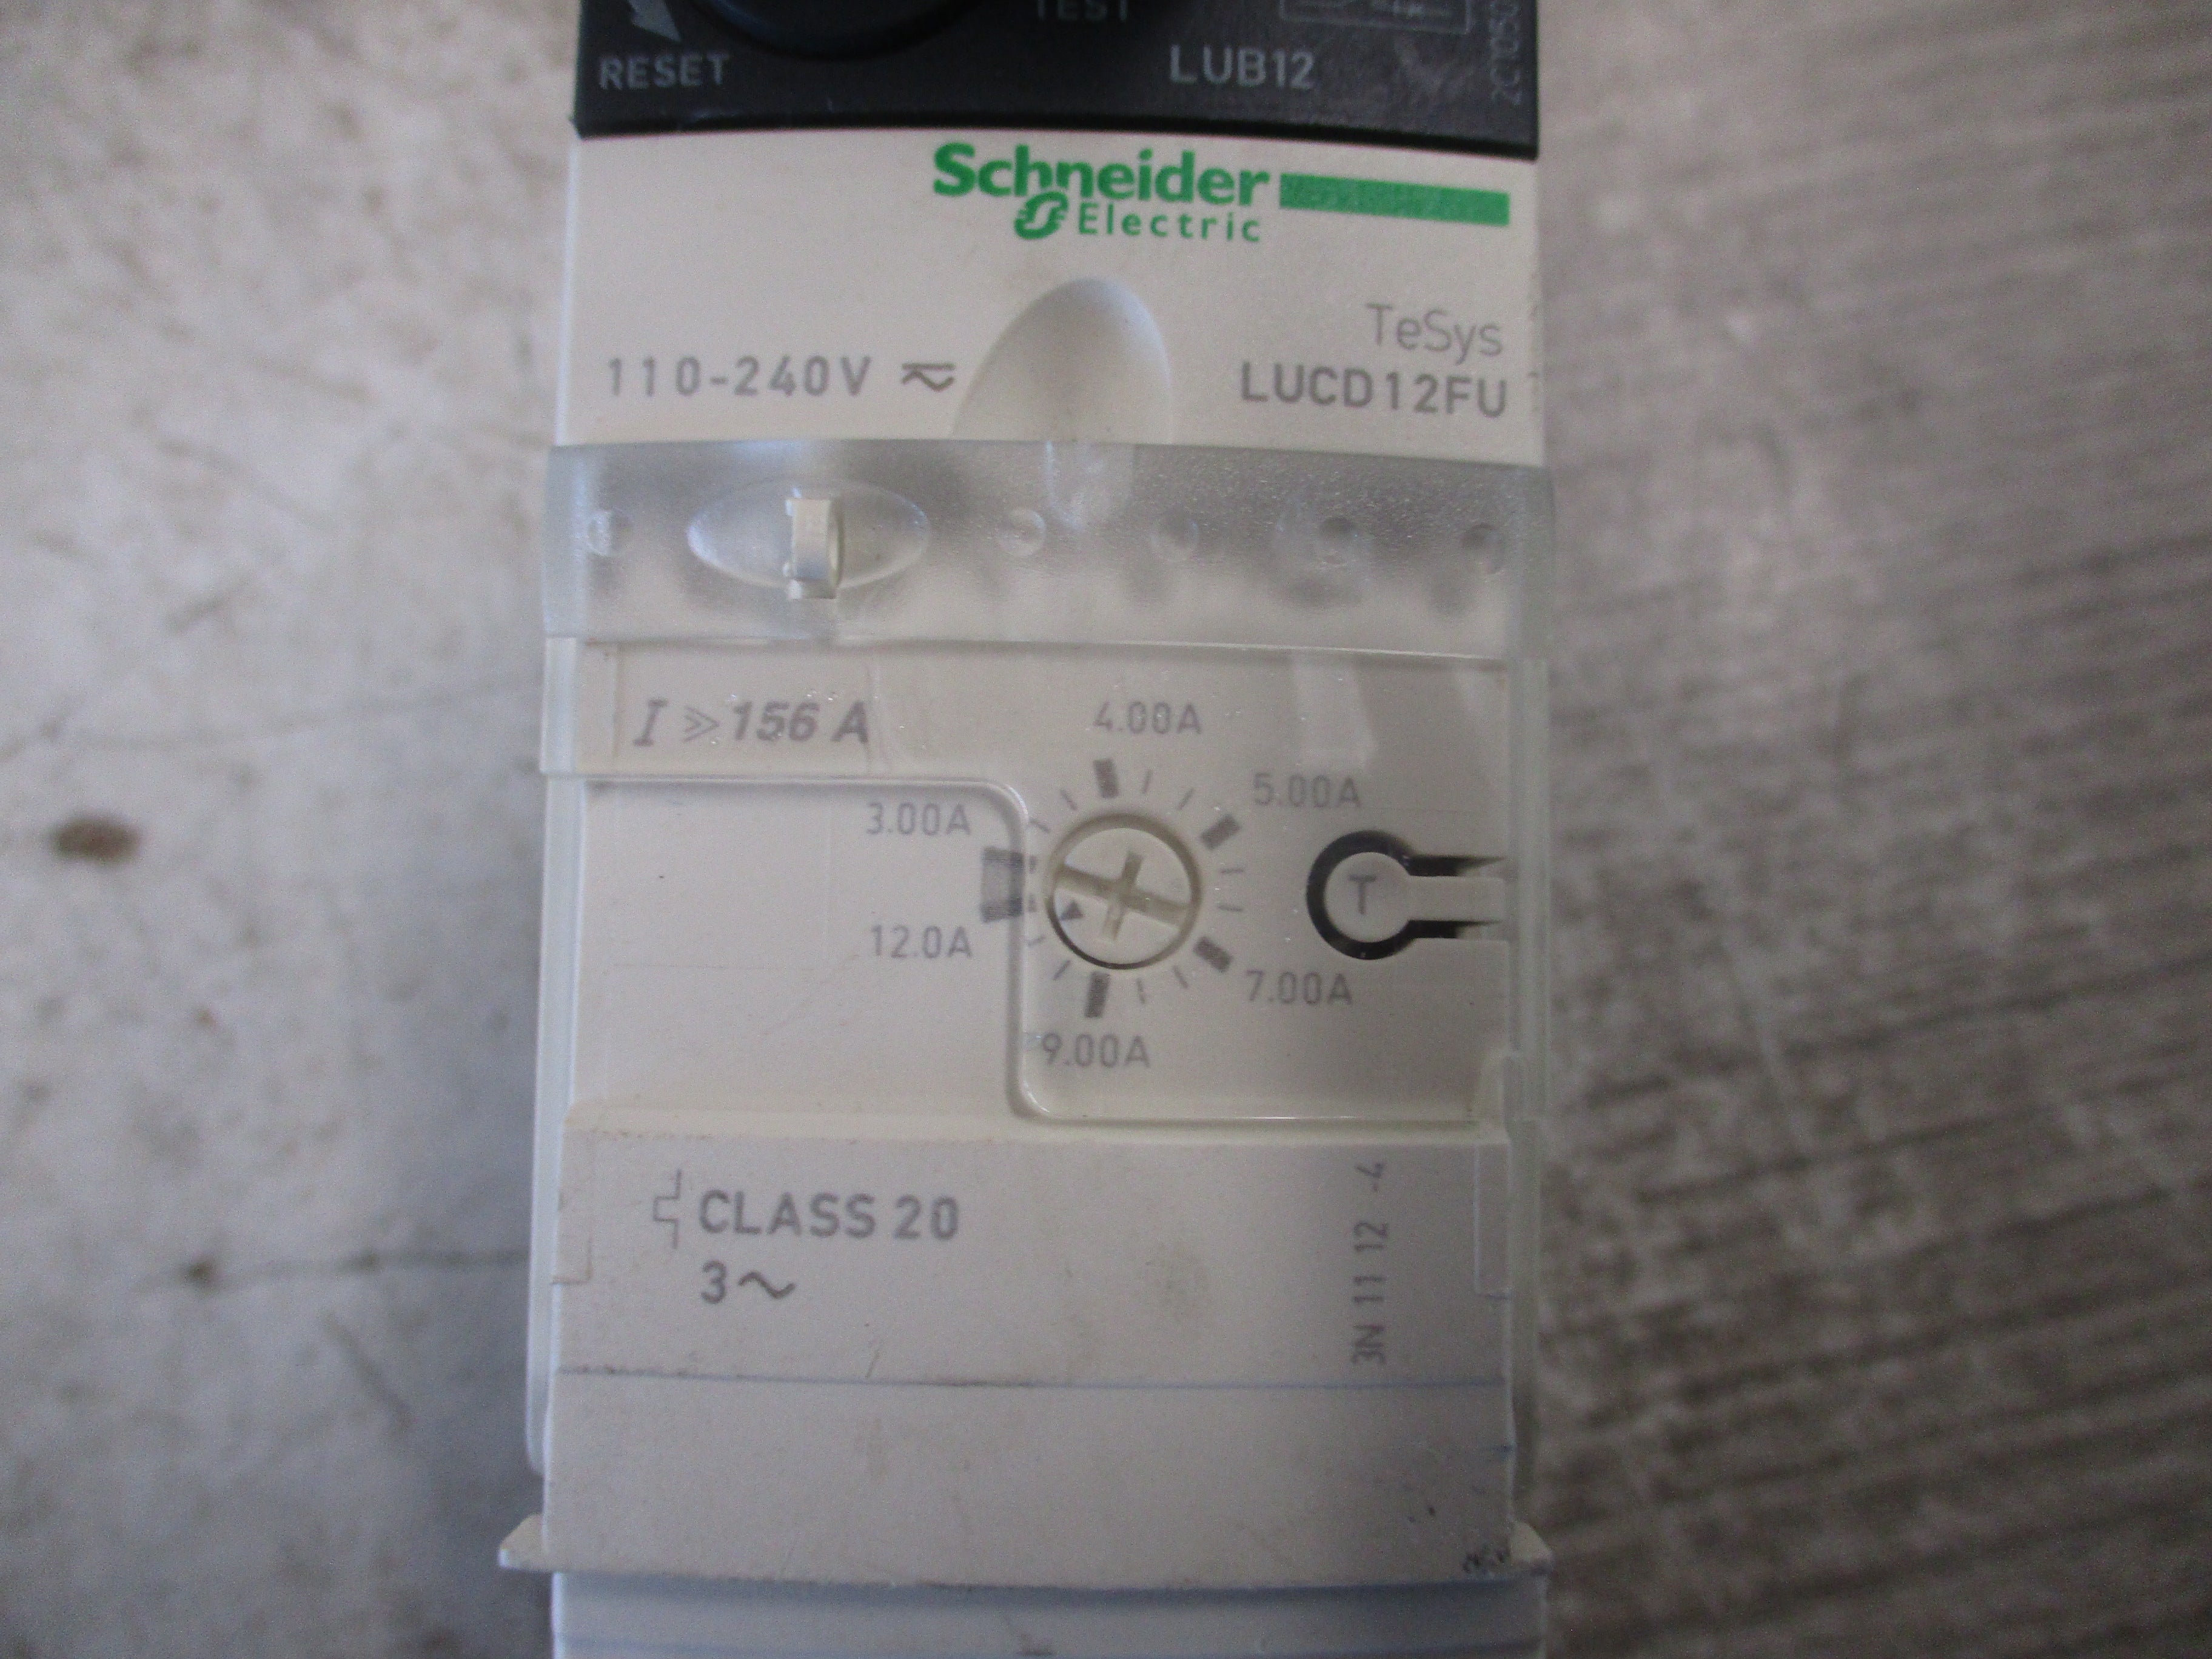 TEST
RESET
LUB12
Schneider
Electric
TeSys
110-240V
LUCD12FU
I ⋙ 156 A
4.00A
5.00A
3.00A
T
12.0A
7.00A
9.00A
CLASS 20
3~
3N 11 12 -4